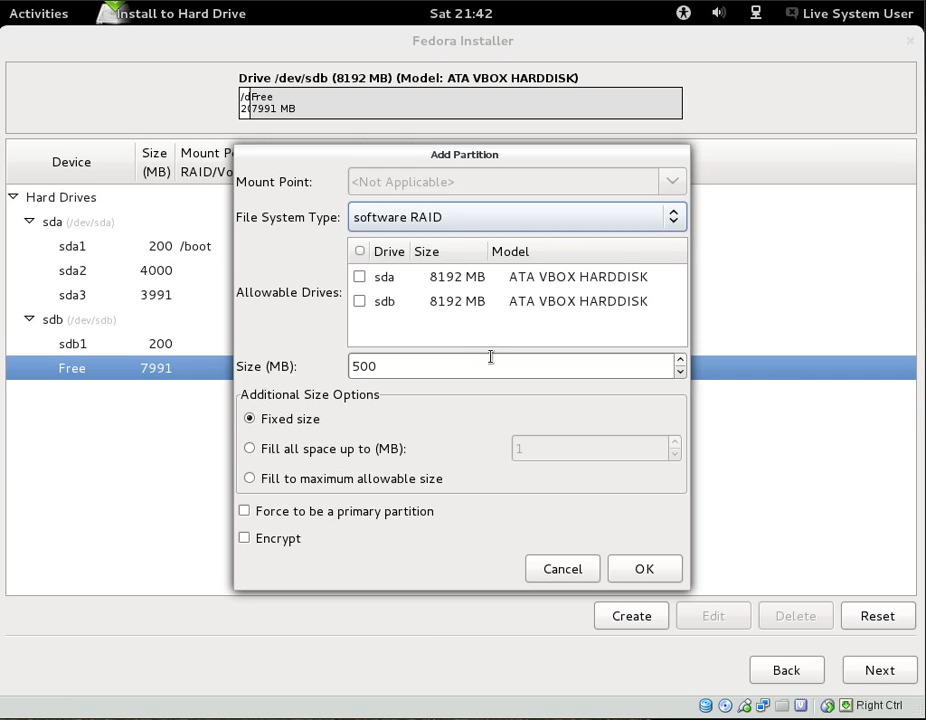 Activities
Install to Hard Drive
Sat 21:42
Live System User
Fedora Installer
Drive /dev/sdb (8192 MB) (Model: ATA VBOX HARDDISK)
Free
7991 MB
Device
Size (MB)
Mount P
RAID/Vo
Hard Drives
sda (/dev/sda)
sda1 200 /boot
sda2 4000
sda3 3991
sdb (/dev/sdb)
sdb1 200
Free 7991
Add Partition
Mount Point: <Not Applicable>
File System Type: software RAID
Drive Size Model
Allowable Drives:
sda 8192 MB ATA VBOX HARDDISK
sdb 8192 MB ATA VBOX HARDDISK
Size (MB): 500
Additional Size Options
Fixed size
Fill all space up to (MB): 1
Fill to maximum allowable size
Force to be a primary partition
Encrypt
Cancel OK
Create Edit Delete Reset
Back Next
Right Ctrl